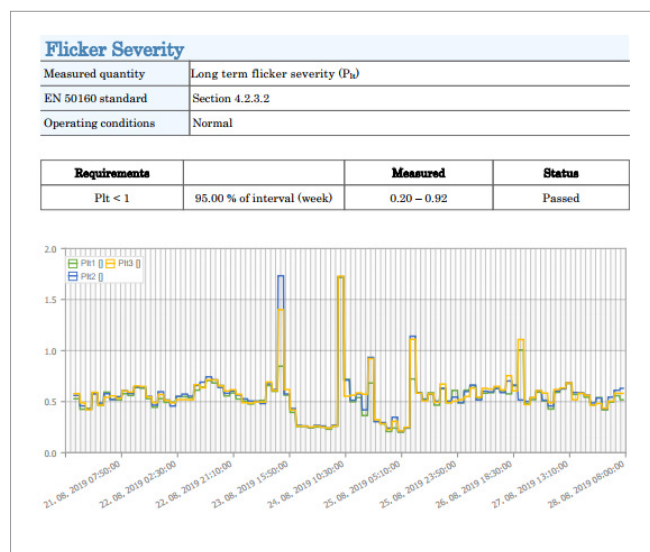 Flicker Severity
Measured quantity Long term flicker severity (Plt)
EN 50160 standard Section 4.2.3.2
Operating conditions Normal
Requirements Measured Status
Plt < 1 95.00 % of interval (week) 0.20 – 0.92 Passed
2.0
Plt1 [] Plt3 []
Plt2 []
1.5
1.0
0.5
0.0
21. 08. 2019 07:50:00
22. 08. 2019 02:30:00
22. 08. 2019 21:10:00
23. 08. 2019 15:50:00
24. 08. 2019 10:30:00
25. 08. 2019 05:10:00
25. 08. 2019 23:50:00
26. 08. 2019 18:30:00
27. 08. 2019 13:10:00
28. 08. 2019 08:00:00